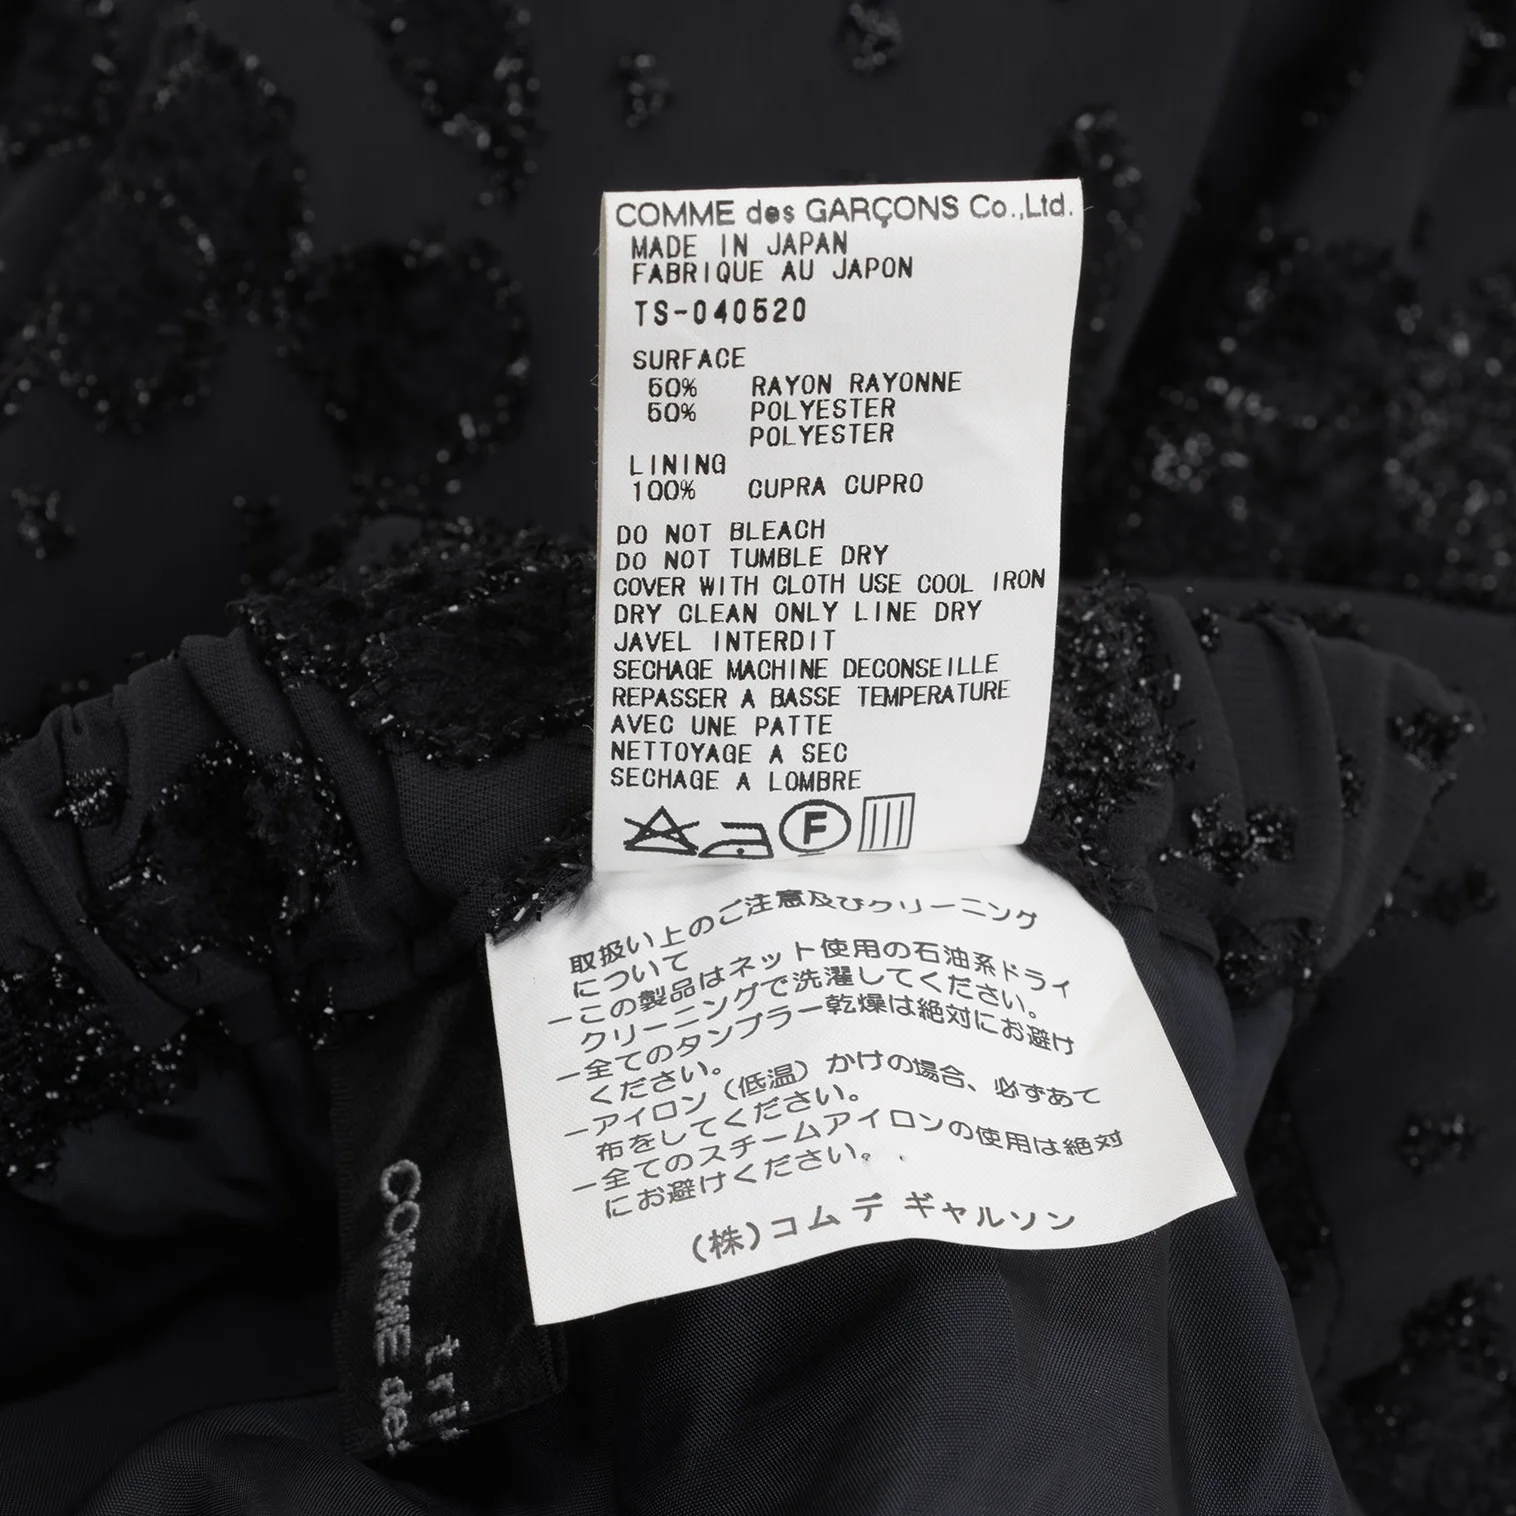 COMME des GARÇONS Co.,Ltd.
MADE IN JAPAN
FABRIQUE AU JAPON
TS-040520
SURFACE
50% RAYON RAYONNE
50% POLYESTER
POLYESTER
LINING
100% CUPRA CUPRO
DO NOT BLEACH
DO NOT TUMBLE DRY
COVER WITH CLOTH USE COOL IRON
DRY CLEAN ONLY LINE DRY
JAVEL INTERDIT
SECHAGE MACHINE DECONSEILLE
REPASSER A BASSE TEMPERATURE
AVEC UNE PATTE
NETTOYAGE A SEC
SECHAGE A LOMBRE
F
取扱い上のご注意及びクリーニング
について
−この製品はネット使用の石油系ドライ
クリーニングで洗濯してください。
−全てのタンブラー乾燥は絶対にお避け
ください。
−アイロン（低温）かけの場合、必ずあて
布をしてください。
−全てのスチームアイロンの使用は絶対
にお避けください。
(株)コム デ ギャルソン
COMME de